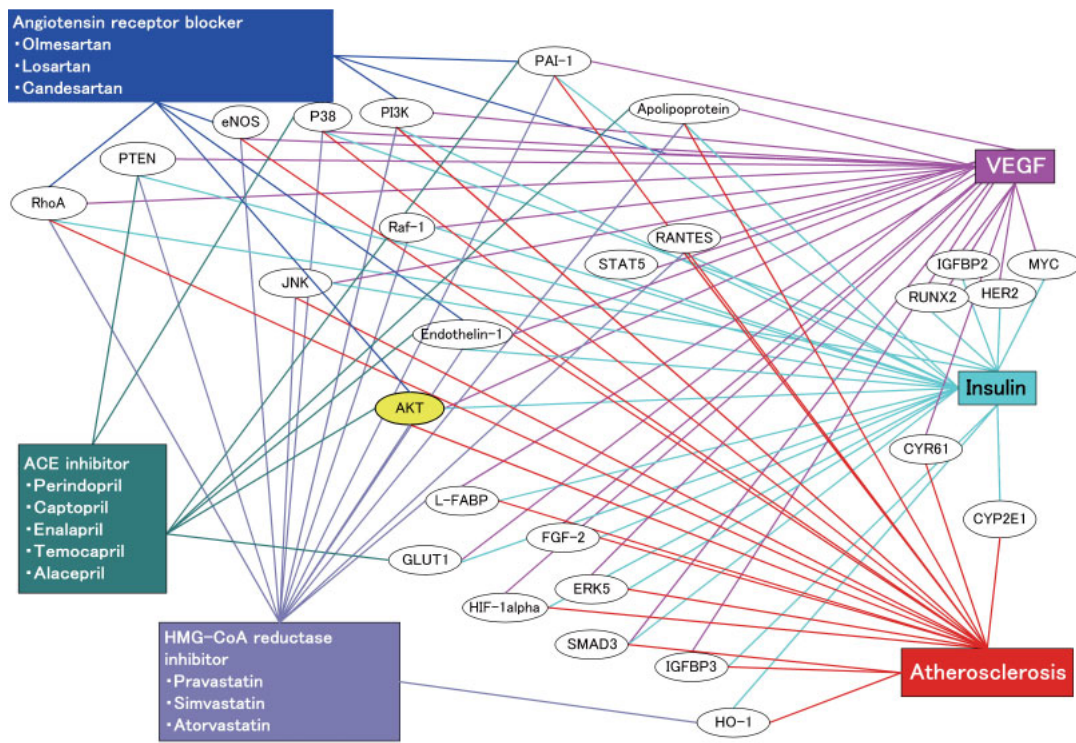 Angiotensin receptor blocker
・Olmesartan
・Losartan
・Candesartan
PAI-1
Apolipoprotein
eNOS
P38
PI3K
PTEN
VEGF
RhoA
Raf-1
RANTES
STAT5
IGFBP2
MYC
JNK
RUNX2
HER2
Endothelin-1
Insulin
AKT
CYR61
ACE inhibitor
・Perindopril
・Captopril
・Enalapril
・Temocapril
・Alacepril
L-FABP
CYP2E1
FGF-2
GLUT1
ERK5
HIF-1alpha
HMG-CoA reductase
inhibitor
・Pravastatin
・Simvastatin
・Atorvastatin
SMAD3
IGFBP3
Atherosclerosis
HO-1